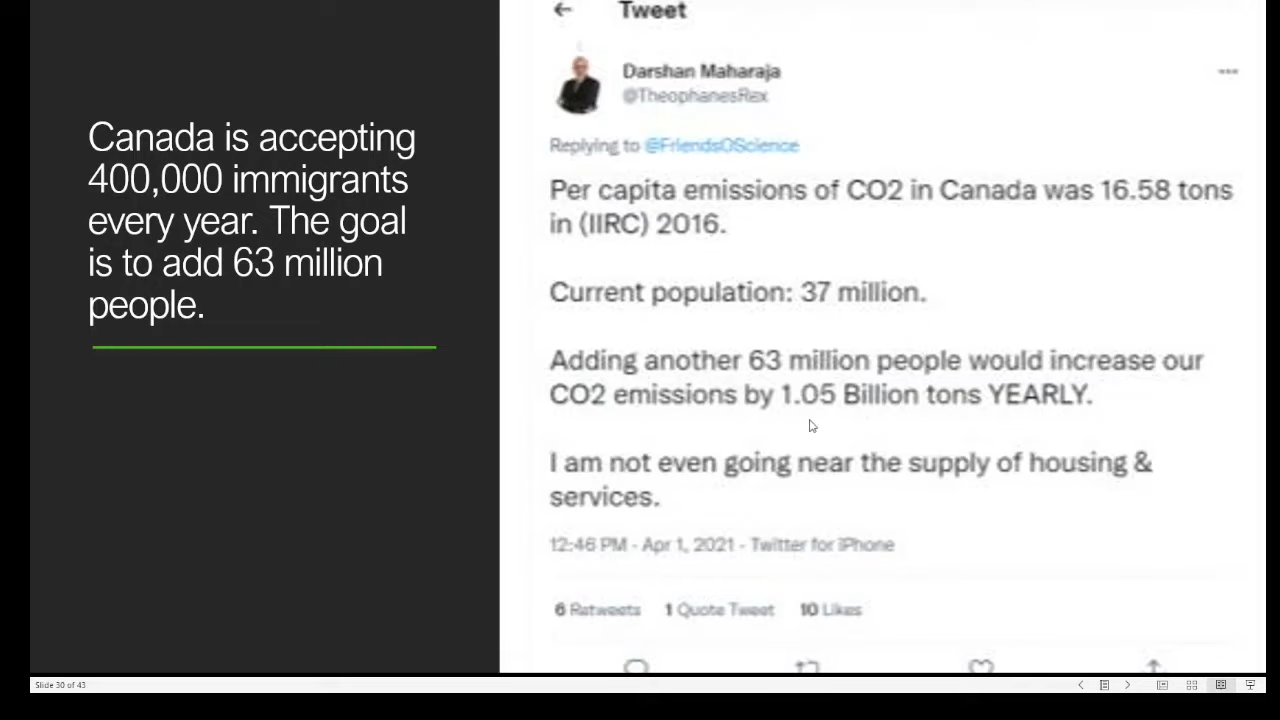 Canada is accepting
400,000 immigrants
every year. The goal
is to add 63 million
people.
Tweet
Darshan Maharaja
@TheophanesRex
Replying to @FriendsOScience
Per capita emissions of CO2 in Canada was 16.58 tons
in (IIRC) 2016.
Current population: 37 million.
Adding another 63 million people would increase our
CO2 emissions by 1.05 Billion tons YEARLY.
I am not even going near the supply of housing &
services.
12:46 PM - Apr 1, 2021 - Twitter for iPhone
6 Retweets 1 Quote Tweet 10 Likes
Slide 30 of 43